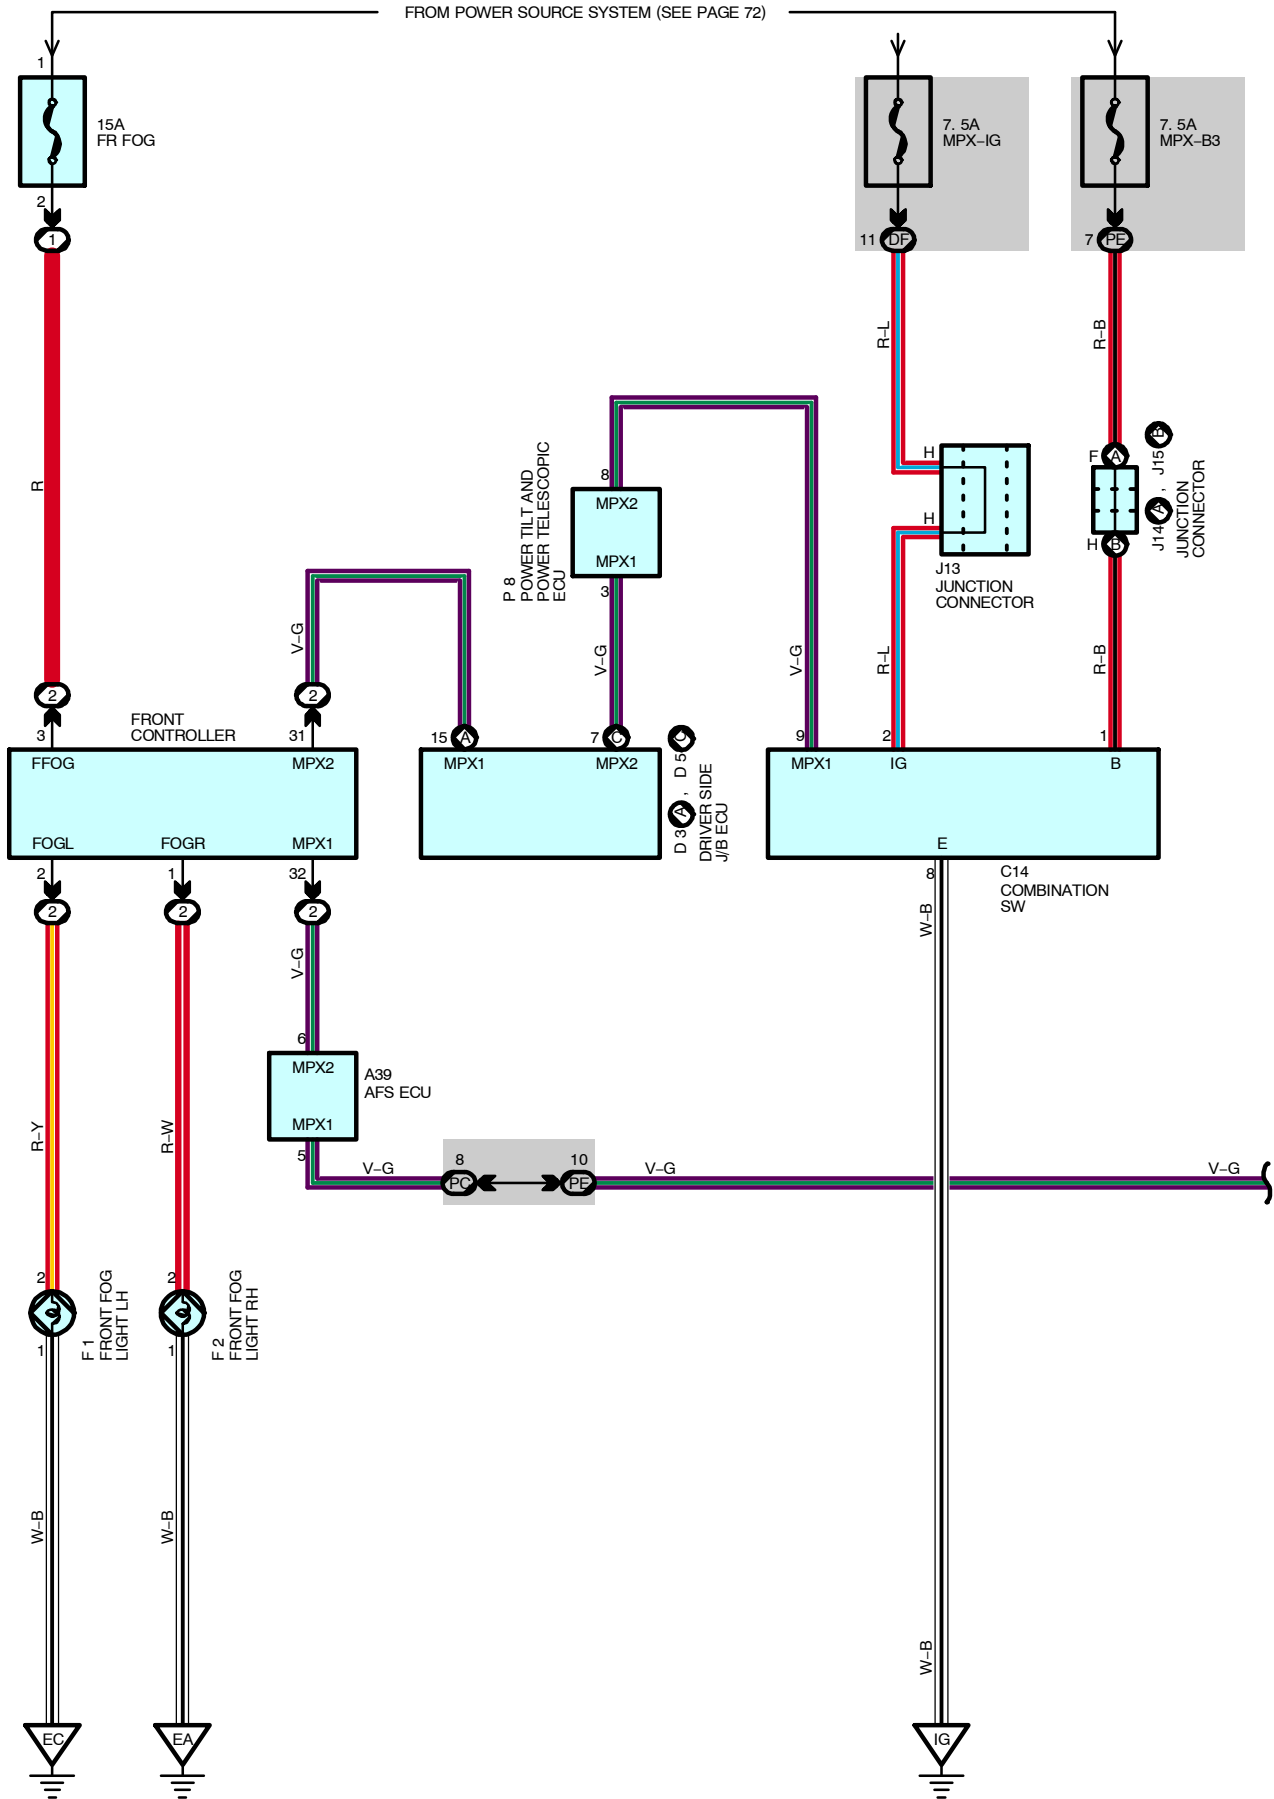 FROM POWER SOURCE SYSTEM (SEE PAGE 72)
1
15A
FR FOG
7. 5A
MPX–IG
7. 5A
MPX–B3
2
1
11 DF
7 PE
R
R–L
R–B
H
F A
J14 A , J15 B
JUNCTION
CONNECTOR
8
MPX2
MPX1
3
P 8
POWER TILT AND
POWER TELESCOPIC
ECU
H
H B
J13
JUNCTION
CONNECTOR
V–G
V–G
V–G
R–L
R–B
2
2
3
FRONT
CONTROLLER
31
15 A
7 C
D 3 A , D 5 C
DRIVER SIDE
J/B ECU
9
2
1
FFOG
MPX2
MPX1
MPX2
MPX1
IG
B
FOGL
FOGR
MPX1
E
2
1
32
8
C14
COMBINATION
SW
2
2
2
W–B
V–G
6
MPX2
MPX1
A39
AFS ECU
5
R–Y
R–W
V–G
8
PC
10
PE
V–G
V–G
2
2
1
1
F 1
FRONT FOG
LIGHT LH
F 2
FRONT FOG
LIGHT RH
W–B
W–B
W–B
EC
EA
IG